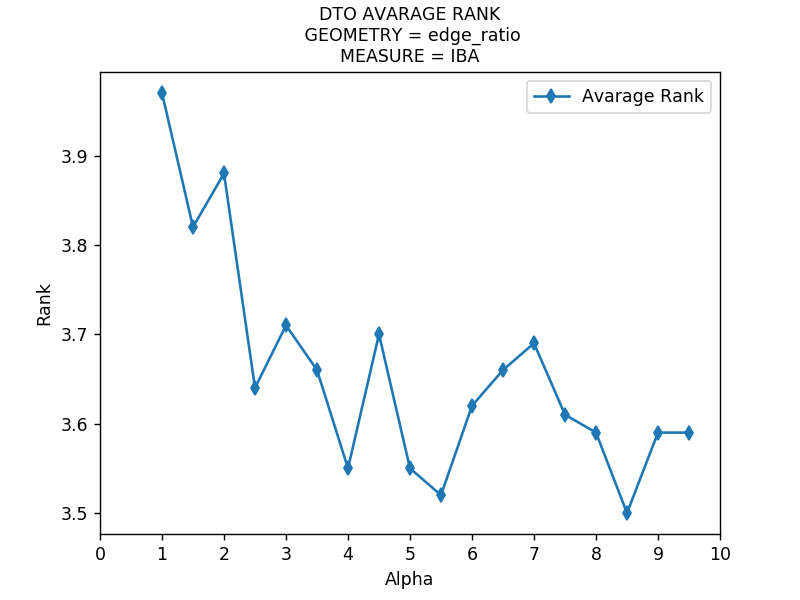 DTO AVARAGE RANK
GEOMETRY = edge_ratio
MEASURE = IBA
Avarage Rank
3.9
3.8
3.7
3.6
3.5
Rank
0 1 2 3 4 5 6 7 8 9 10
Alpha